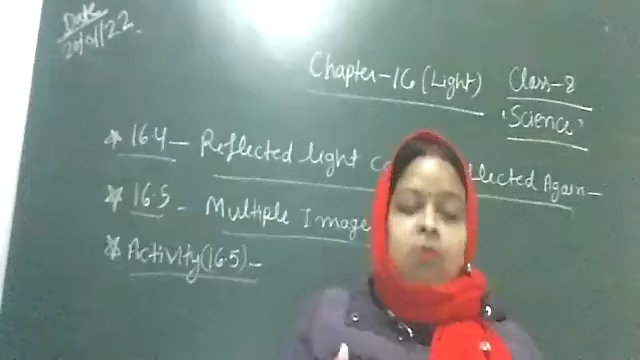 Date
20/01/22.
Chapter-16 (Light) Class-8
'Science'
* 16.4 - Reflected light Again-
* 16.5 - Multiple Image
* Activity (16.5) -